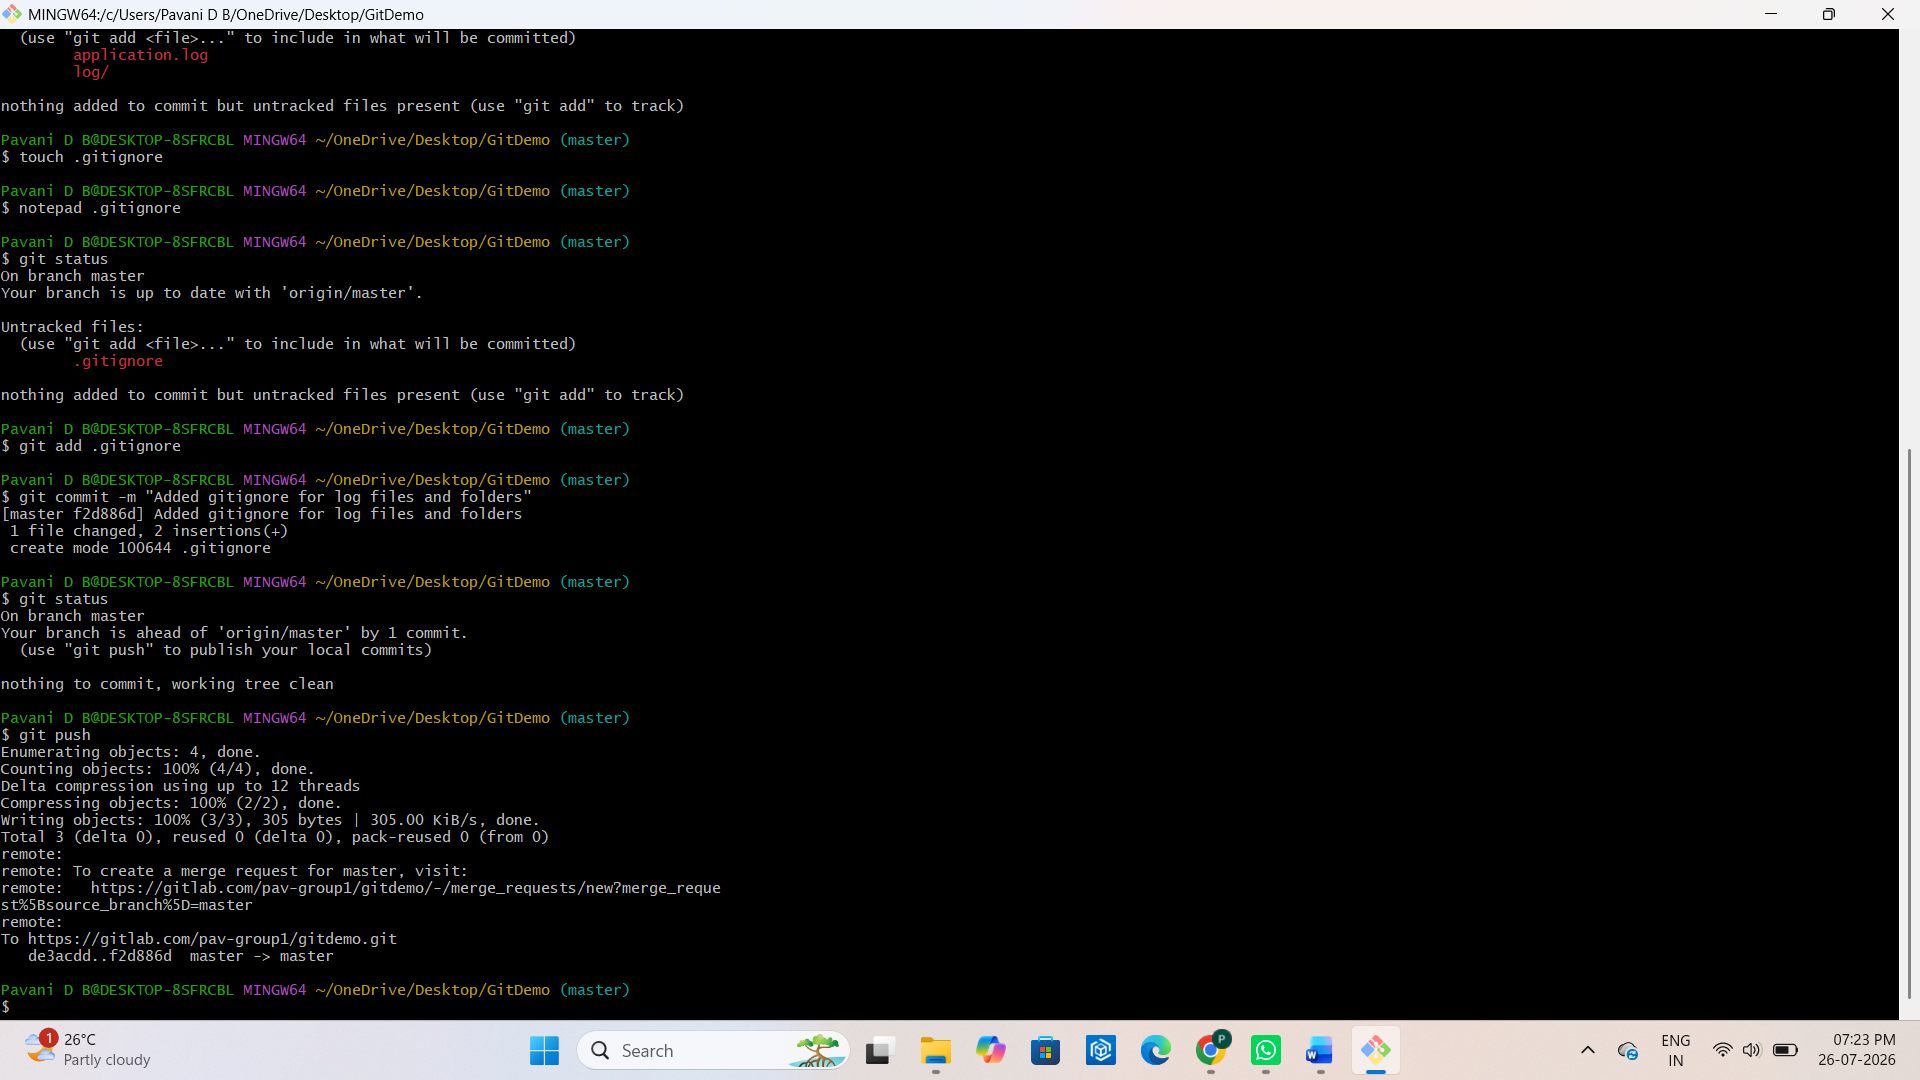 MINGW64:/c/Users/Pavani D B/OneDrive/Desktop/GitDemo
  (use "git add <file>..." to include in what will be committed)
        application.log
        log/

nothing added to commit but untracked files present (use "git add" to track)

Pavani D B@DESKTOP-8SFRCBL MINGW64 ~/OneDrive/Desktop/GitDemo (master)
$ touch .gitignore

Pavani D B@DESKTOP-8SFRCBL MINGW64 ~/OneDrive/Desktop/GitDemo (master)
$ notepad .gitignore

Pavani D B@DESKTOP-8SFRCBL MINGW64 ~/OneDrive/Desktop/GitDemo (master)
$ git status
On branch master
Your branch is up to date with 'origin/master'.

Untracked files:
  (use "git add <file>..." to include in what will be committed)
        .gitignore

nothing added to commit but untracked files present (use "git add" to track)

Pavani D B@DESKTOP-8SFRCBL MINGW64 ~/OneDrive/Desktop/GitDemo (master)
$ git add .gitignore

Pavani D B@DESKTOP-8SFRCBL MINGW64 ~/OneDrive/Desktop/GitDemo (master)
$ git commit -m "Added gitignore for log files and folders"
[master f2d886d] Added gitignore for log files and folders
 1 file changed, 2 insertions(+)
 create mode 100644 .gitignore

Pavani D B@DESKTOP-8SFRCBL MINGW64 ~/OneDrive/Desktop/GitDemo (master)
$ git status
On branch master
Your branch is ahead of 'origin/master' by 1 commit.
  (use "git push" to publish your local commits)

nothing to commit, working tree clean

Pavani D B@DESKTOP-8SFRCBL MINGW64 ~/OneDrive/Desktop/GitDemo (master)
$ git push
Enumerating objects: 4, done.
Counting objects: 100% (4/4), done.
Delta compression using up to 12 threads
Compressing objects: 100% (2/2), done.
Writing objects: 100% (3/3), 305 bytes | 305.00 KiB/s, done.
Total 3 (delta 0), reused 0 (delta 0), pack-reused 0 (from 0)
remote:
remote: To create a merge request for master, visit:
remote:   https://gitlab.com/pav-group1/gitdemo/-/merge_requests/new?merge_reque
st%5Bsource_branch%5D=master
remote:
To https://gitlab.com/pav-group1/gitdemo.git
   de3acdd..f2d886d  master -> master

Pavani D B@DESKTOP-8SFRCBL MINGW64 ~/OneDrive/Desktop/GitDemo (master)
$
1
26°C
Partly cloudy
Search
P
W
ENG
IN
07:23 PM
26-07-2026